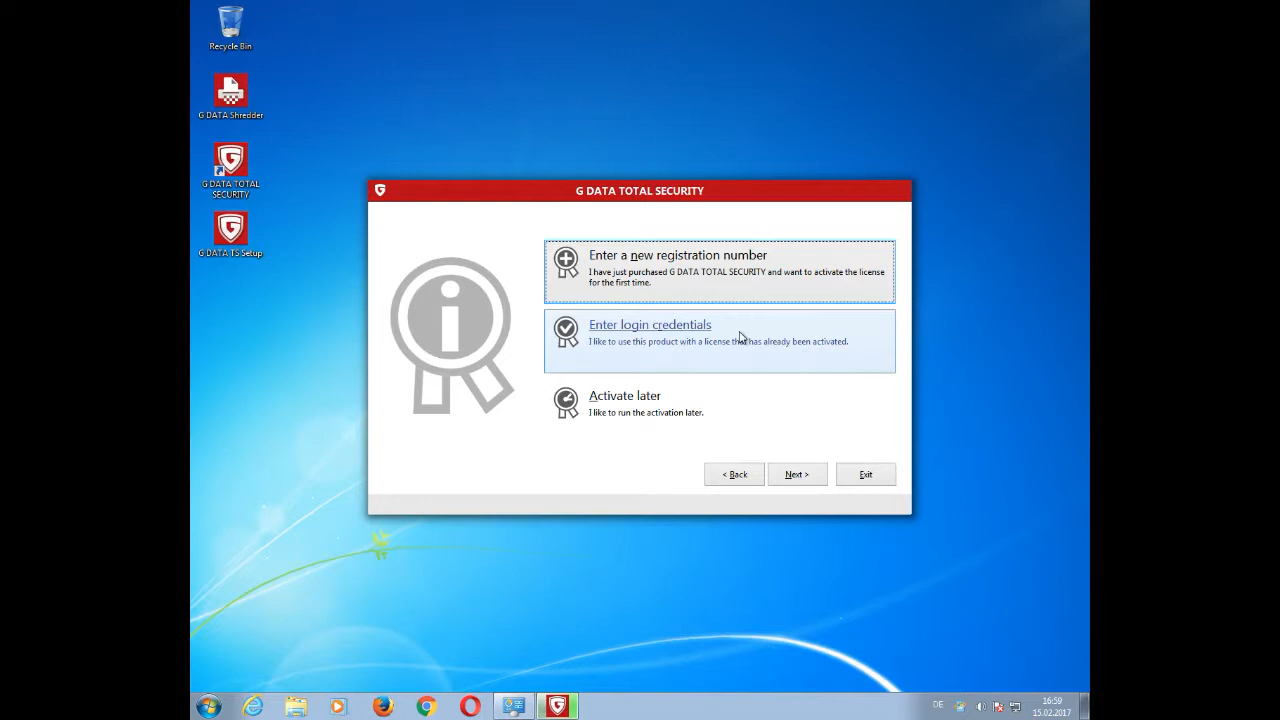 Recycle Bin
G DATA Shredder
G DATA TOTAL
SECURITY
G DATA TS Setup
G DATA TOTAL SECURITY
Enter a new registration number
I have just purchased G DATA TOTAL SECURITY and want to activate the license
for the first time.
Enter login credentials
I like to use this product with a license that has already been activated.
Activate later
I like to run the activation later.
< Back
Next >
Exit
DE
16:59
15.02.2017